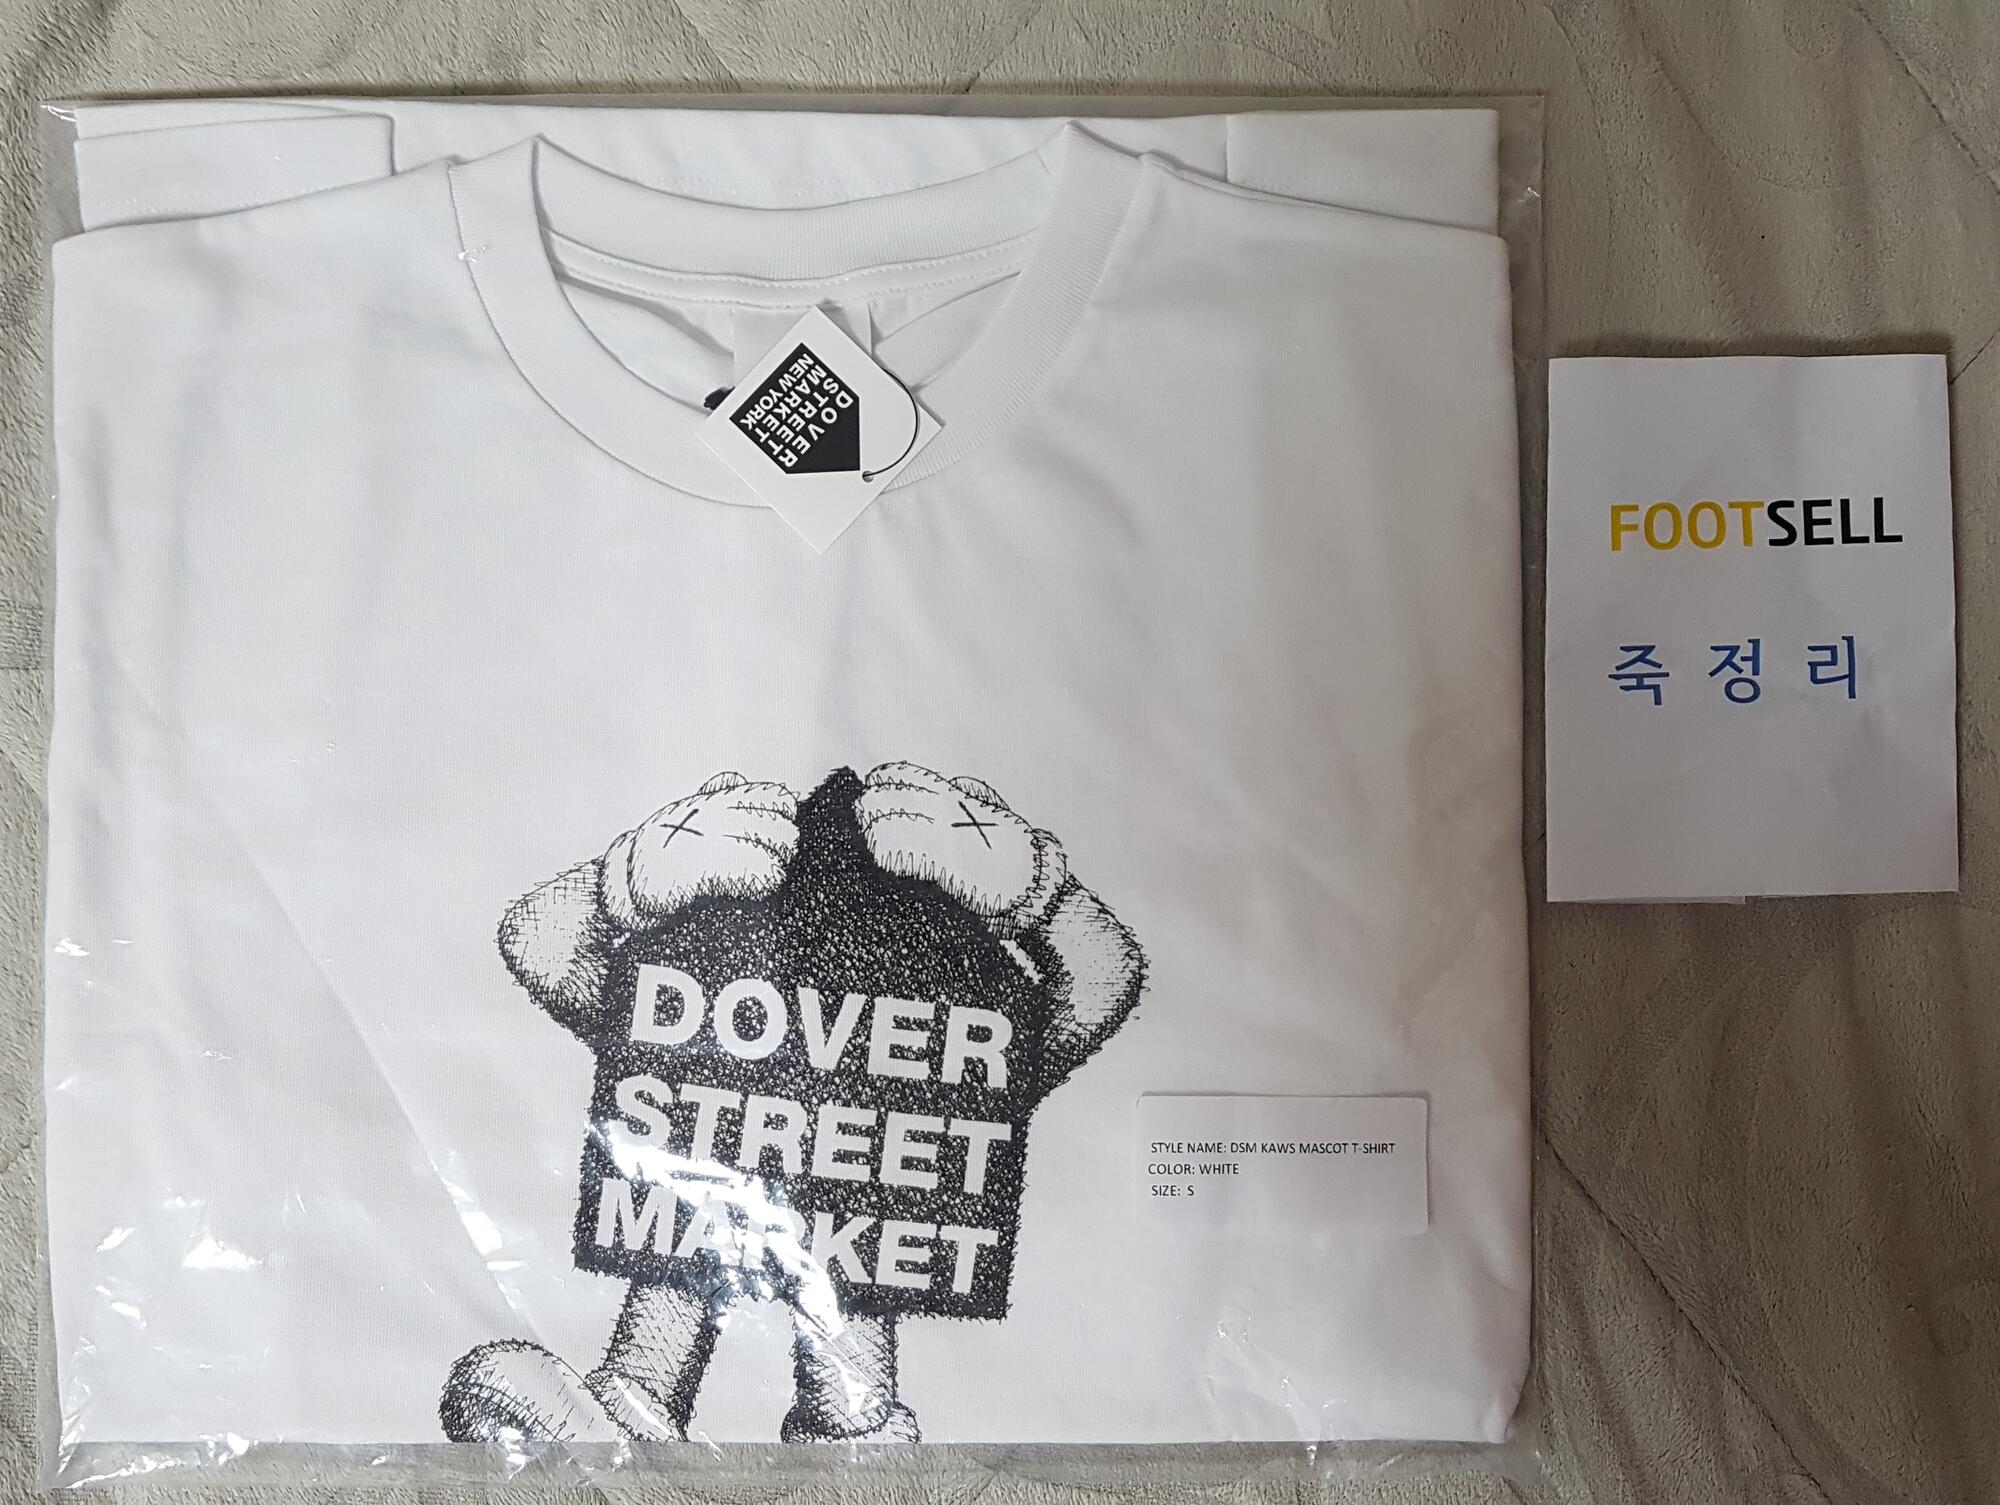 DOVER
STREET
MARKET
NEW YORK
DOVER
STREET
MARKET
STYLE NAME: DSM KAWS MASCOT T-SHIRT
COLOR: WHITE
SIZE: S
FOOTSELL
죽 정 리